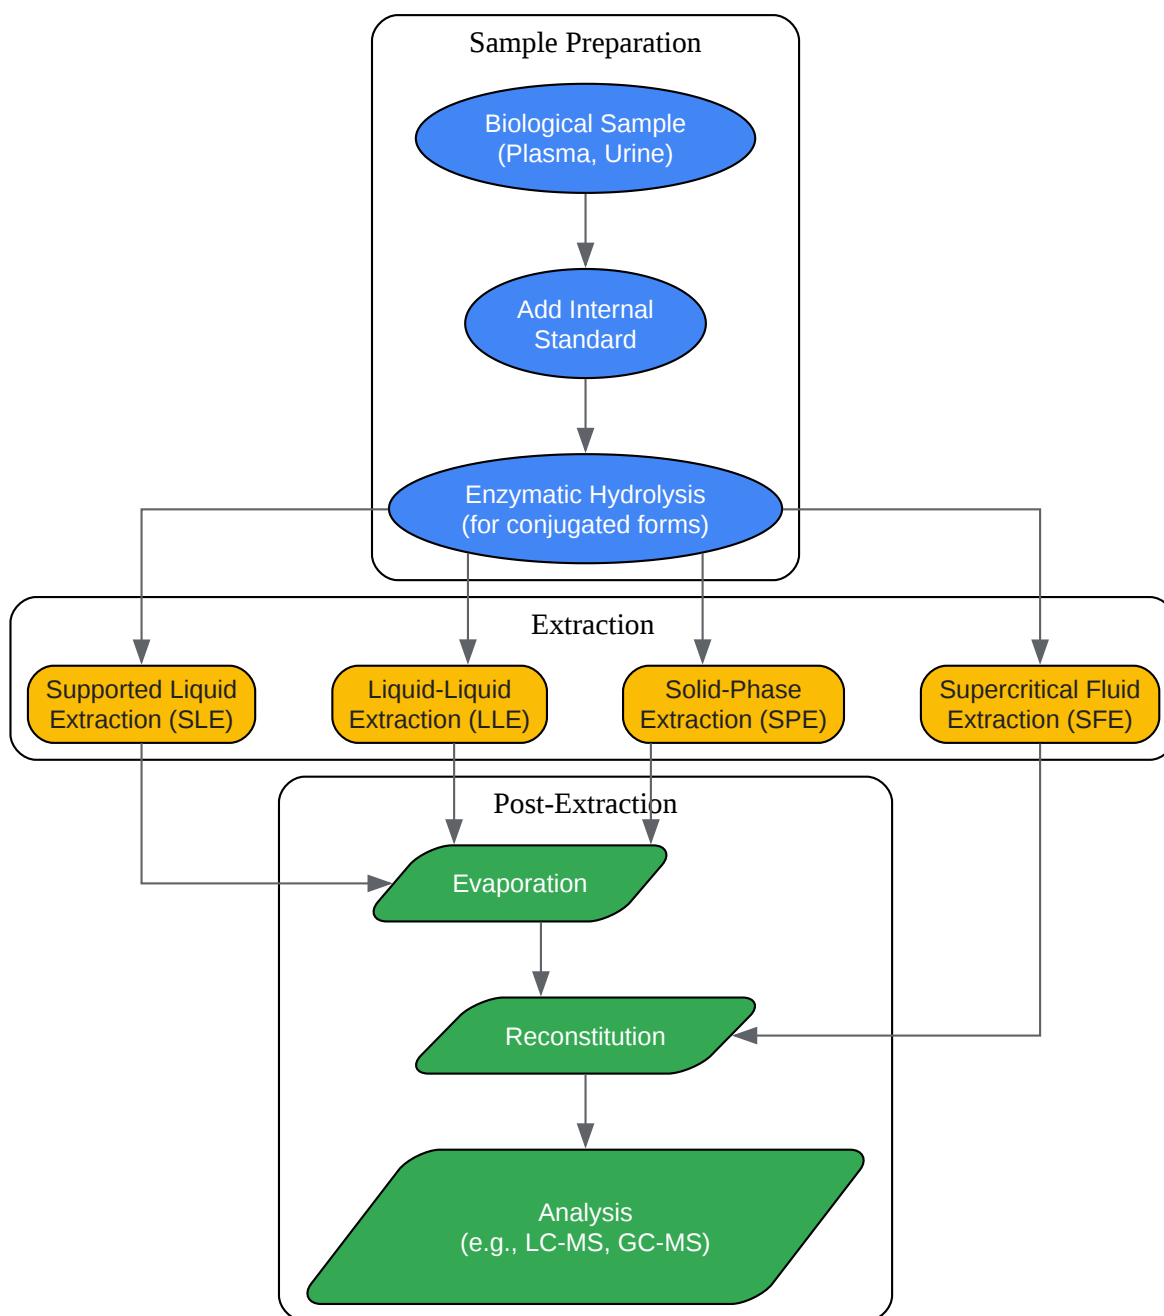 Sample Preparation
Biological Sample
(Plasma, Urine)
Add Internal
Standard
Enzymatic Hydrolysis
(for conjugated forms)
Extraction
Supported Liquid
Extraction (SLE)
Liquid-Liquid
Extraction (LLE)
Solid-Phase
Extraction (SPE)
Supercritical Fluid
Extraction (SFE)
Post-Extraction
Evaporation
Reconstitution
Analysis
(e.g., LC-MS, GC-MS)